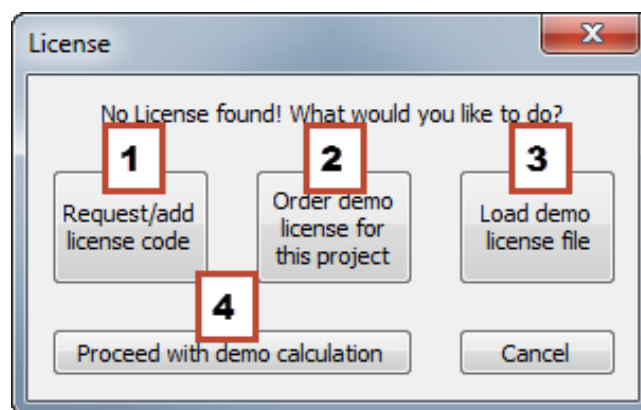 License
No License found! What would you like to do?
1
2
3
Request/add
license code
Order demo
license for
this project
Load demo
license file
4
Proceed with demo calculation
Cancel